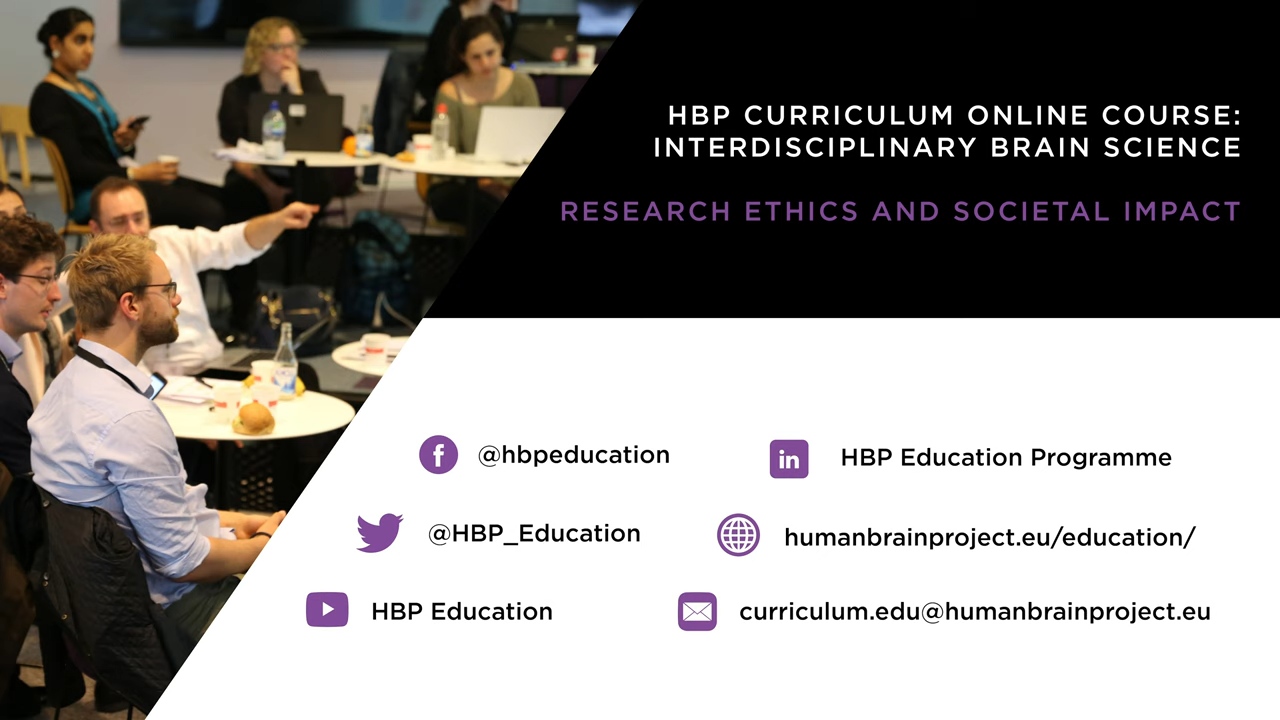 HBP CURRICULUM ONLINE COURSE:
INTERDISCIPLINARY BRAIN SCIENCE
RESEARCH ETHICS AND SOCIETAL IMPACT
@hbpeducation
HBP Education Programme
@HBP_Education
humanbrainproject.eu/education/
HBP Education
curriculum.edu@humanbrainproject.eu